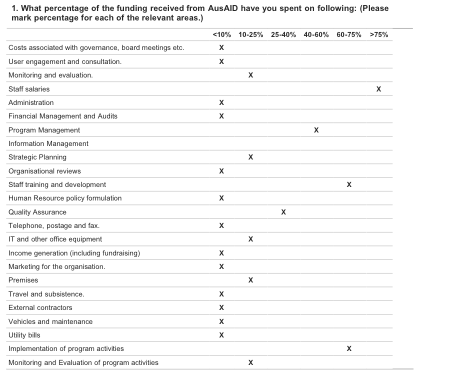 1. What percentage of the funding received from AusAID have you spent on following: (Please
mark percentage for each of the relevant areas.)
<10% 10-25% 25-40% 40-60% 60-75% >75%
Costs associated with governance, board meetings etc. X
User engagement and consultation. X
Monitoring and evaluation. X
Staff salaries X
Administration X
Financial Management and Audits X
Program Management X
Information Management
Strategic Planning X
Organisational reviews X
Staff training and development X
Human Resource policy formulation X
Quality Assurance X
Telephone, postage and fax. X
IT and other office equipment X
Income generation (including fundraising) X
Marketing for the organisation. X
Premises X
Travel and subsistence. X
External contractors X
Vehicles and maintenance X
Utility bills X
Implementation of program activities X
Monitoring and Evaluation of program activities X